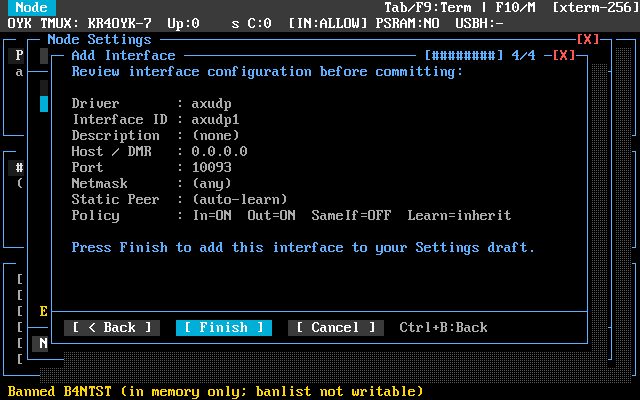 Node Tab/F9:Term | F10/M [xterm-256]
OYK TMUX: KR4OYK-7 Up:0 s C:0 [IN:ALLOW] PSRAM:NO USBH:-
Node Settings [X]
P Add Interface [########] 4/4 [X]
a Review interface configuration before committing:
Driver : axudp
Interface ID : axudp1
Description : (none)
Host / DMR : 0.0.0.0
# Port : 10093
( Netmask : (any)
Static Peer : (auto-learn)
Policy : In=ON Out=ON SameIf=OFF Learn=inherit
Press Finish to add this interface to your Settings draft.
[
[
[ E
[ [ < Back ] [ Finish ] [ Cancel ] Ctrl+B:Back
[ N
[
Banned B4NTST (in memory only; banlist not writable)